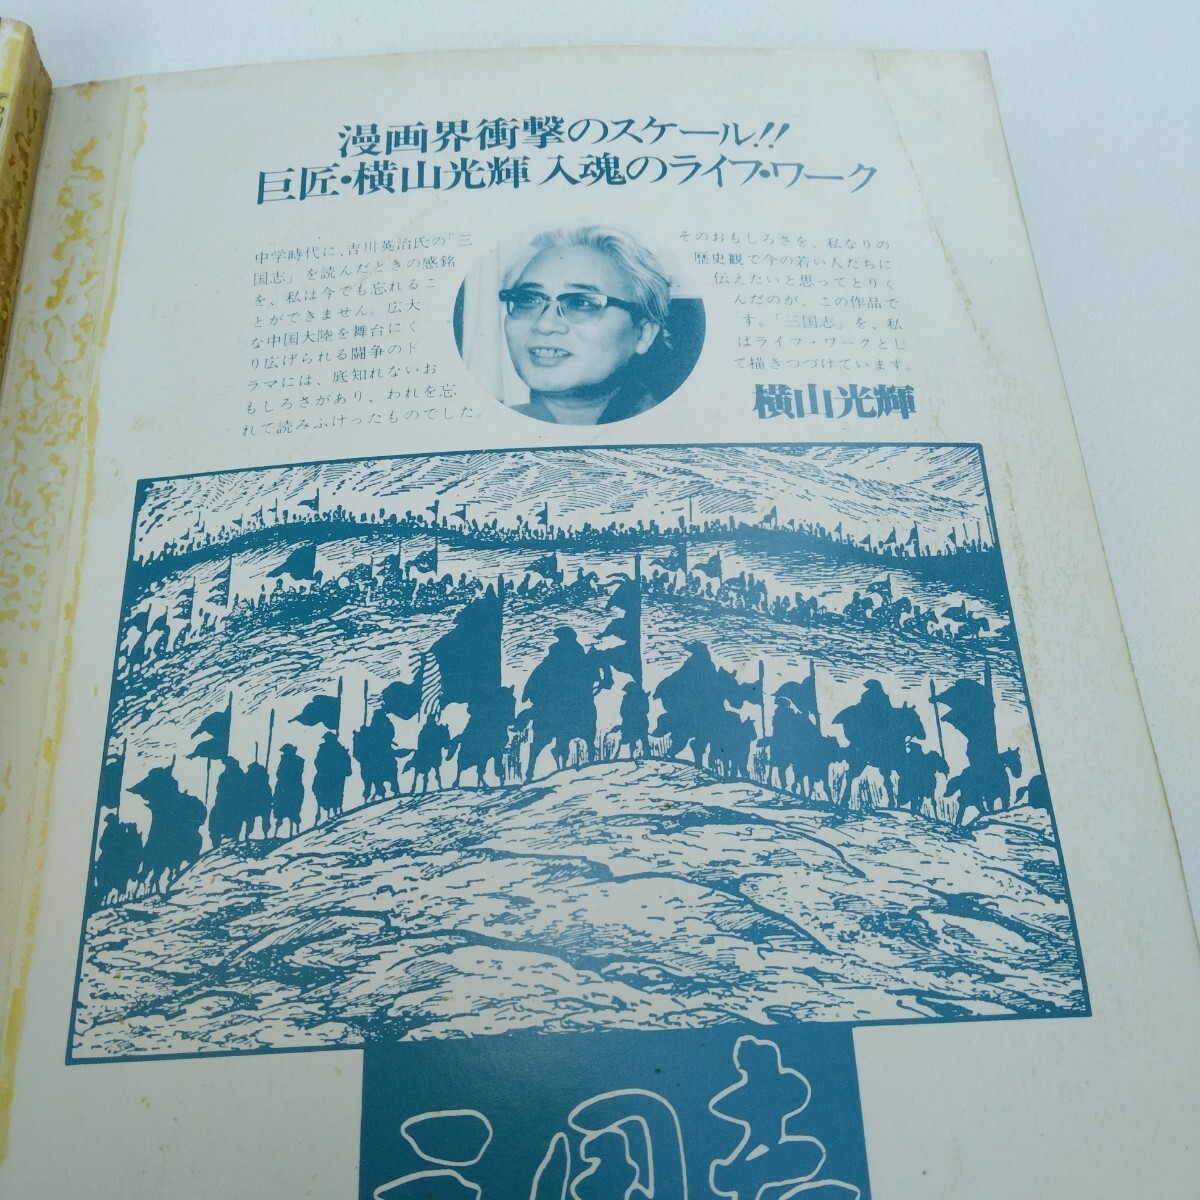 漫画界衝撃のスケール!!
巨匠・横山光輝 入魂のライフ・ワーク
中学時代に、吉川英治氏の「三
国志」を読んだときの感銘
を、私は今でも忘れるこ
とができません。広大
な中国大陸を舞台にく
り広げられる闘争のド
ラマには、底知れないお
もしろさがあり、われを忘
れて読みふけったものでした。
そのおもしろさを、私なりの
歴史観で今の若い人たちに
伝えたいと思ってとりく
んだのが、この作品で
す。「三国志」を、私
はライフ・ワークとし
て描きつづけています。
横山光輝
三国志